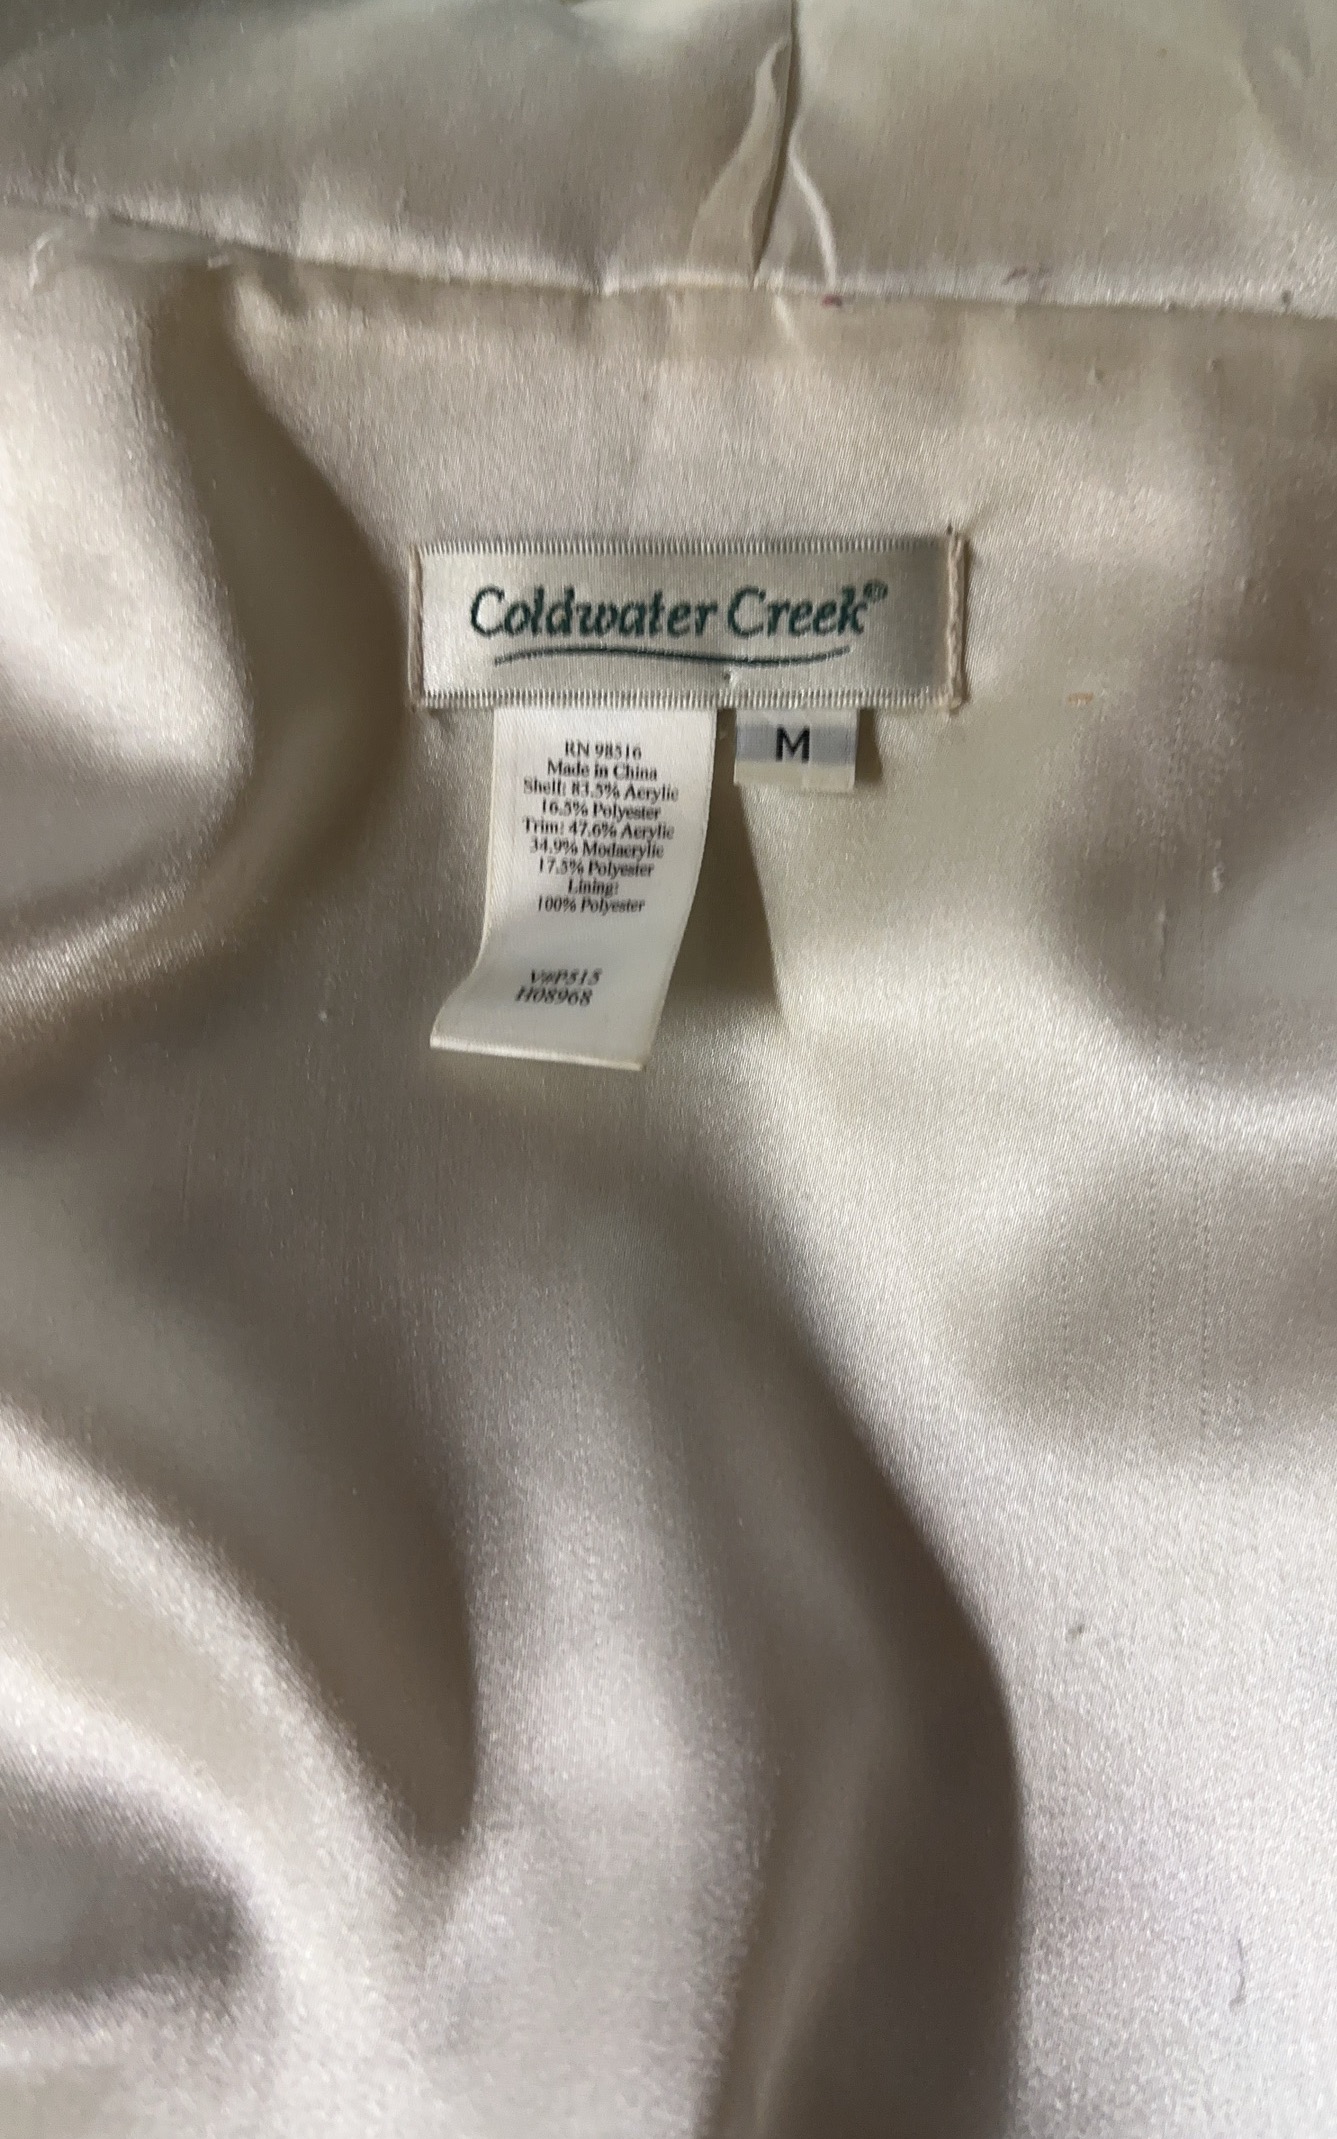 Coldwater Creek®
M
RN 98516
Made in China
Shell: 83.5% Acrylic
16.5% Polyester
Trim: 47.6% Acrylic
34.9% Modacrylic
17.5% Polyester
Lining:
100% Polyester
V#P515
H08968